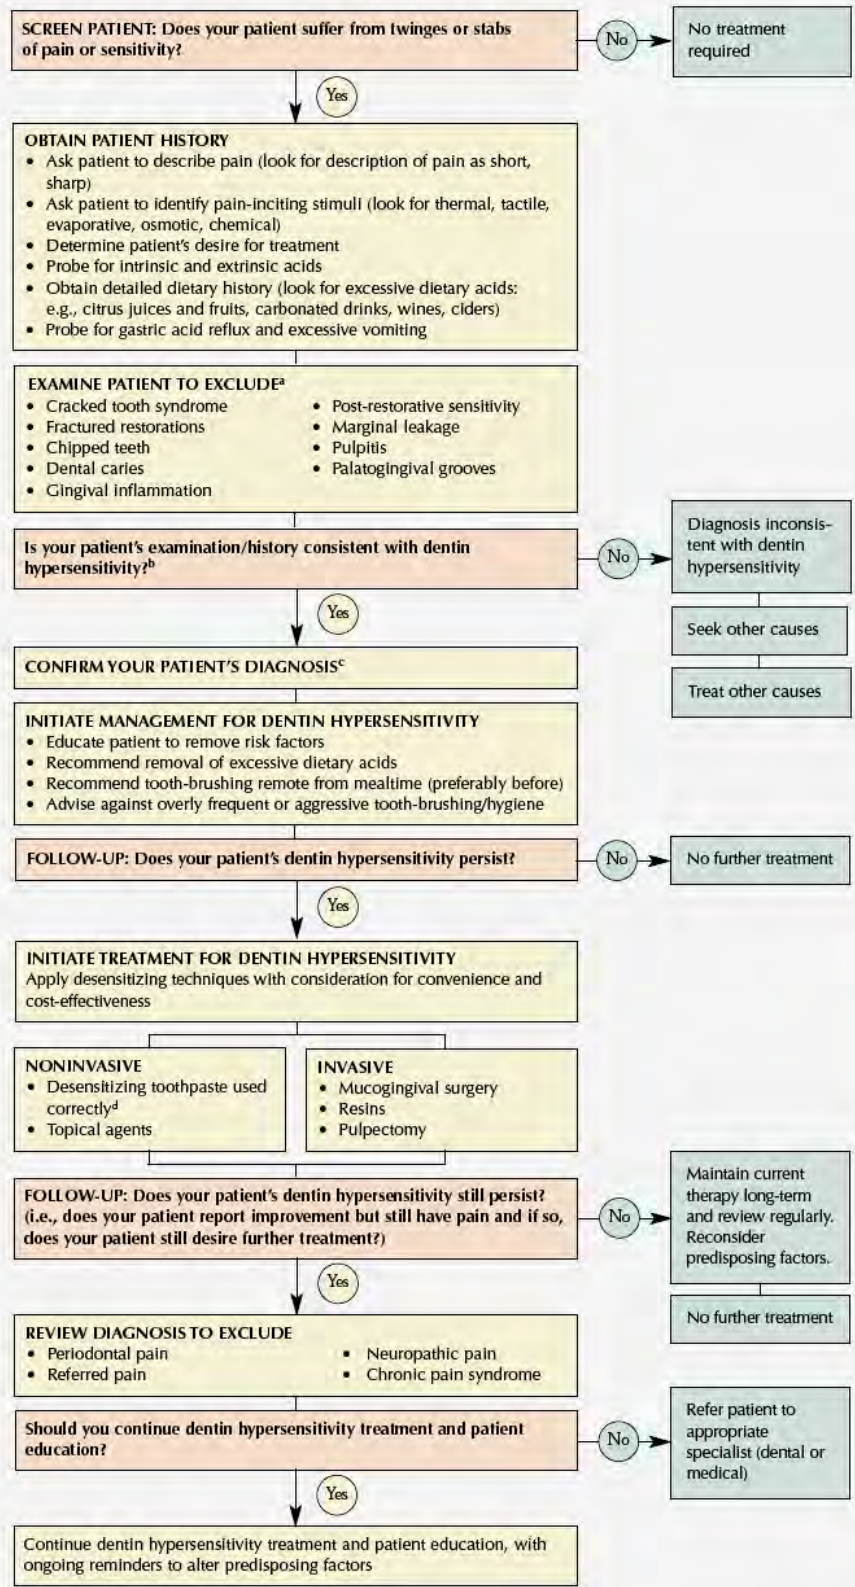 SCREEN PATIENT: Does your patient suffer from twinges or stabs
of pain or sensitivity?
No
No treatment
required
Yes
OBTAIN PATIENT HISTORY
• Ask patient to describe pain (look for description of pain as short,
sharp)
• Ask patient to identify pain-inciting stimuli (look for thermal, tactile,
evaporative, osmotic, chemical)
• Determine patient's desire for treatment
• Probe for intrinsic and extrinsic acids
• Obtain detailed dietary history (look for excessive dietary acids:
e.g., citrus juices and fruits, carbonated drinks, wines, ciders)
• Probe for gastric acid reflux and excessive vomiting
EXAMINE PATIENT TO EXCLUDEa
• Cracked tooth syndrome
• Fractured restorations
• Chipped teeth
• Dental caries
• Gingival inflammation
• Post-restorative sensitivity
• Marginal leakage
• Pulpitis
• Palatogingival grooves
Is your patient's examination/history consistent with dentin
hypersensitivity?b
No
Diagnosis inconsis-
tent with dentin
hypersensitivity
Seek other causes
Treat other causes
Yes
CONFIRM YOUR PATIENT'S DIAGNOSISc
INITIATE MANAGEMENT FOR DENTIN HYPERSENSITIVITY
• Educate patient to remove risk factors
• Recommend removal of excessive dietary acids
• Recommend tooth-brushing remote from mealtime (preferably before)
• Advise against overly frequent or aggressive tooth-brushing/hygiene
FOLLOW-UP: Does your patient's dentin hypersensitivity persist?
No
No further treatment
Yes
INITIATE TREATMENT FOR DENTIN HYPERSENSITIVITY
Apply desensitizing techniques with consideration for convenience and
cost-effectiveness
NONINVASIVE
• Desensitizing toothpaste used
correctlyd
• Topical agents
INVASIVE
• Mucogingival surgery
• Resins
• Pulpectomy
FOLLOW-UP: Does your patient's dentin hypersensitivity still persist?
(i.e., does your patient report improvement but still have pain and if so,
does your patient still desire further treatment?)
No
Maintain current
therapy long-term
and review regularly.
Reconsider
predisposing factors.
No further treatment
Yes
REVIEW DIAGNOSIS TO EXCLUDE
• Periodontal pain
• Referred pain
• Neuropathic pain
• Chronic pain syndrome
Should you continue dentin hypersensitivity treatment and patient
education?
No
Refer patient to
appropriate
specialist (dental or
medical)
Yes
Continue dentin hypersensitivity treatment and patient education, with
ongoing reminders to alter predisposing factors